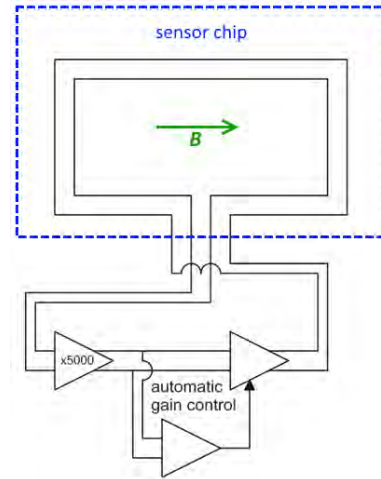 sensor chip
B
x5000
automatic
gain control